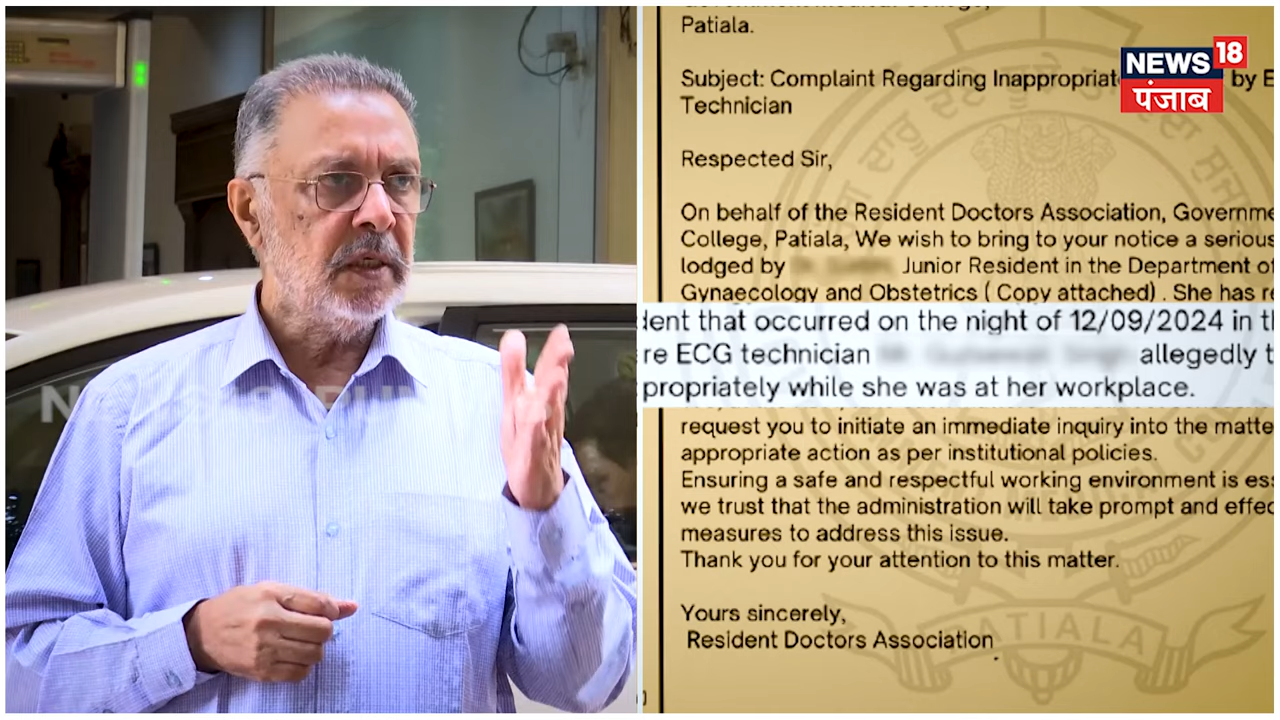 NEWS 18
पंजाब
Patiala.
Subject: Complaint Regarding Inappropriate by E
Technician
Respected Sir,
On behalf of the Resident Doctors Association, Governme
College, Patiala, We wish to bring to your notice a serious
lodged by Junior Resident in the Department of
Gynaecology and Obstetrics ( Copy attached) . She has re
dent that occurred on the night of 12/09/2024 in th
re ECG technician allegedly t
propriately while she was at her workplace.
request you to initiate an immediate inquiry into the matte
appropriate action as per institutional policies.
Ensuring a safe and respectful working environment is ess
we trust that the administration will take prompt and effec
measures to address this issue.
Thank you for your attention to this matter.
Yours sincerely,
Resident Doctors Association
PATIALA